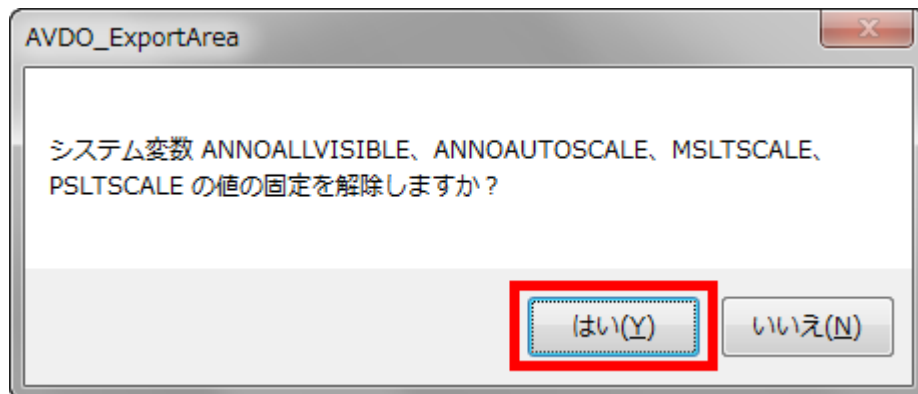 AVDO_ExportArea
システム変数 ANNOALLVISIBLE、ANNOAUTOSCALE、MSLTSCALE、
PSLTSCALE の値の固定を解除しますか？
はい(Y)
いいえ(N)